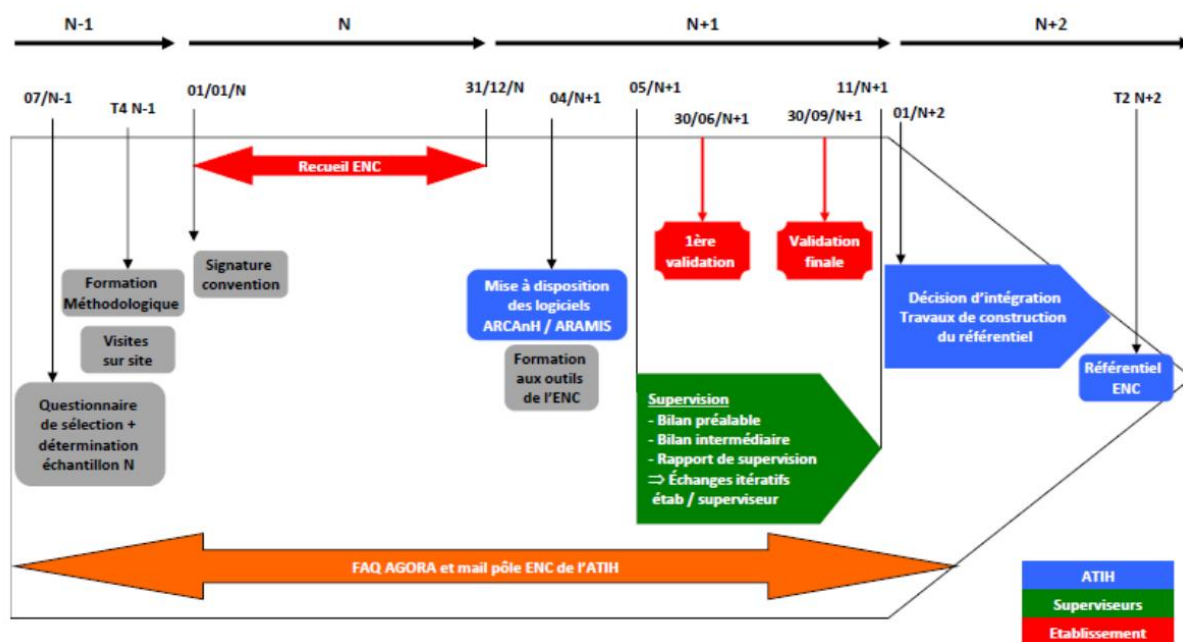 N-1
N
N+1
N+2
07/N-1
T4 N-1
01/01/N
31/12/N
04/N+1
05/N+1
30/06/N+1
30/09/N+1
11/N+1
01/N+2
T2 N+2
Recueil ENC
Formation
Méthodologique
Visites
sur site
Questionnaire
de sélection +
détermination
échantillon N
Signature
convention
Mise à disposition
des logiciels
ARCAnH / ARAMIS
Formation
aux outils
de l'ENC
1ère
validation
Validation
finale
Supervision
- Bilan préalable
- Bilan intermédiaire
- Rapport de supervision
⇒ Échanges itératifs
étab / superviseur
Décision d'intégration
Travaux de construction
du référentiel
Référentiel
ENC
FAQ AGORA et mail pôle ENC de l'ATIH
ATIH
Superviseurs
Etablissement